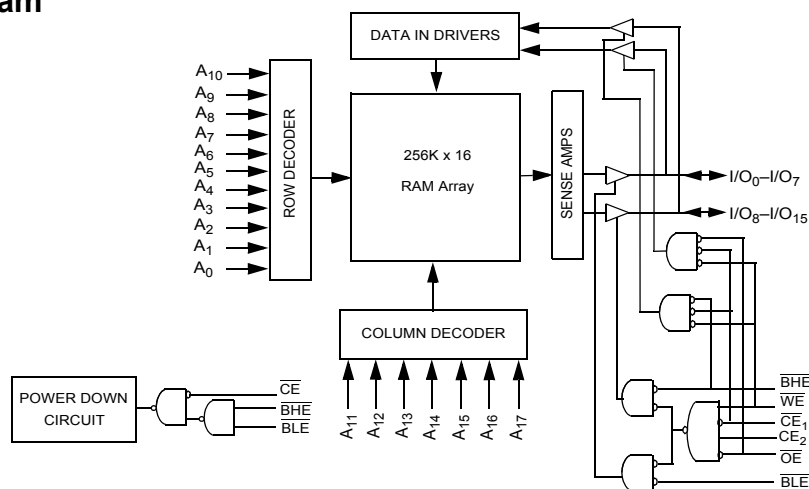 am
DATA IN DRIVERS
A10
A9
A8
A7
A6
A5
A4
A3
A2
A1
A0
ROW DECODER
256K x 16
RAM Array
SENSE AMPS
I/O0–I/O7
I/O8–I/O15
COLUMN DECODER
A11
A12
A13
A14
A15
A16
A17
POWER DOWN
CIRCUIT
CE
BHE
BLE
BHE
WE
CE1
CE2
OE
BLE